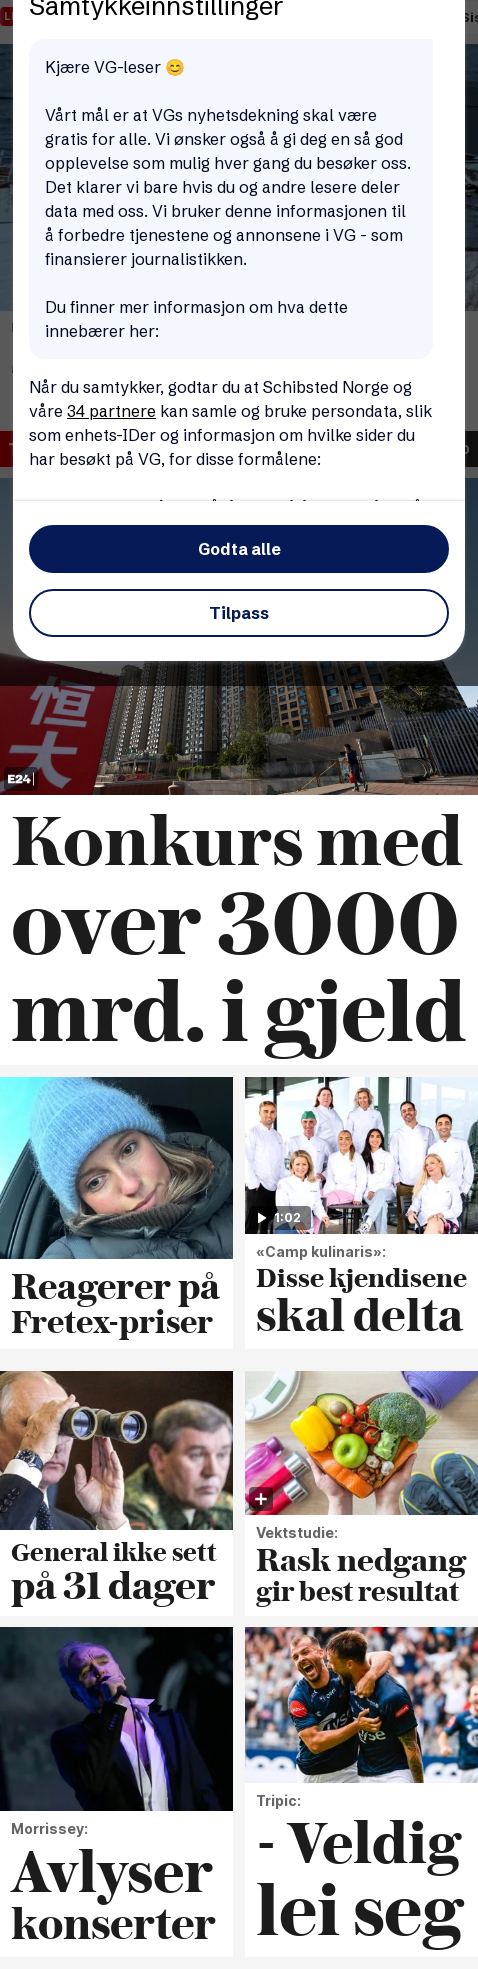 Samtykkeinnstillinger
Kjære VG-leser 😊
Vårt mål er at VGs nyhetsdekning skal være
gratis for alle. Vi ønsker også å gi deg en så god
opplevelse som mulig hver gang du besøker oss.
Det klarer vi bare hvis du og andre lesere deler
data med oss. Vi bruker denne informasjonen til
å forbedre tjenestene og annonsene i VG - som
finansierer journalistikken.
Du finner mer informasjon om hva dette
innebærer her:
Når du samtykker, godtar du at Schibsted Norge og
våre 34 partnere kan samle og bruke persondata, slik
som enhets-IDer og informasjon om hvilke sider du
har besøkt på VG, for disse formålene:
Godta alle
Tilpass
恒大
E24
Konkurs med
over 3000
mrd. i gjeld
Reagerer på
Fretex-priser
1:02
«Camp kulinaris»:
Disse kjendisene
skal delta
General ikke sett
på 31 dager
Vektstudie:
Rask nedgang
gir best resultat
Morrissey:
Avlyser
konserter
Tripic:
- Veldig
lei seg